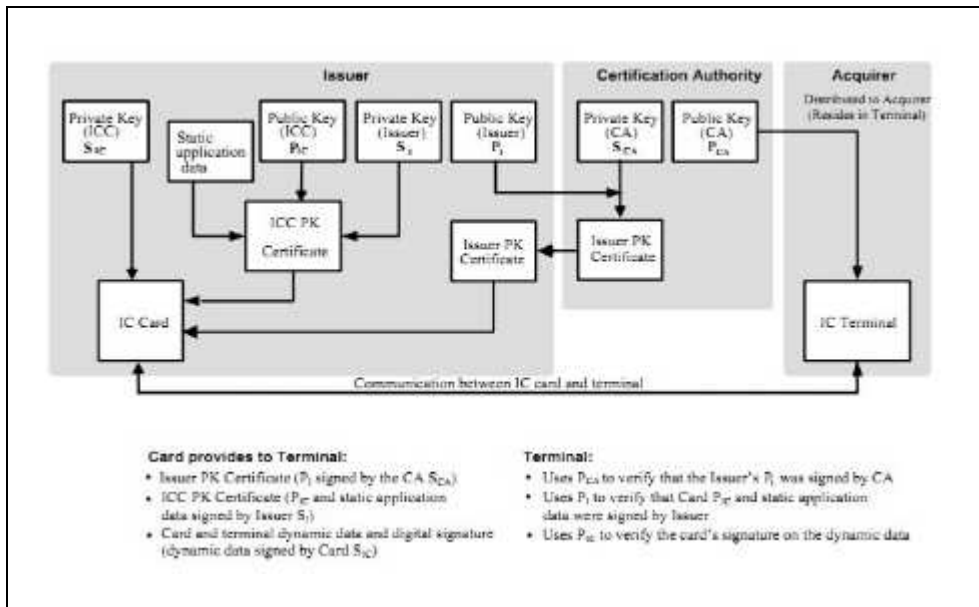 Issuer
Certification Authority
Acquirer
Distributed to Acquirer
(Resides in Terminal)
Private Key
(ICC)
Static
application
data
Public Key
(ICC)
Private Key
(Issuer)
Public Key
(Issuer)
Private Key
(CA)
Public Key
(CA)
ICC PK
Certificate
Issuer PK
Certificate
Issuer PK
Certificate
IC Card
IC Terminal
Communication between IC card and terminal
Card provides to Terminal:
• Issuer PK Certificate (PI signed by the CA SCA)
• ICC PK Certificate (PIC and static application
data signed by Issuer SI)
• Card and terminal dynamic data and digital signature
(dynamic data signed by Card SIC)
Terminal:
• Uses PCA to verify that the Issuer's PI was signed by CA
• Uses PI to verify that Card PIC and static application
data were signed by Issuer
• Uses PIC to verify the card's signature on the dynamic data